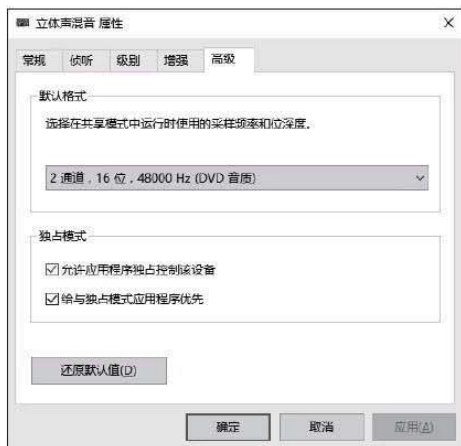 立体声混音 属性
常规 侦听 级别 增强 高级
默认格式
选择在共享模式中运行时使用的采样频率和位深度。
2 通道，16 位，48000 Hz (DVD 音质)
独占模式
允许应用程序独占控制该设备
给与独占模式应用程序优先
还原默认值(D)
确定 取消 应用(A)